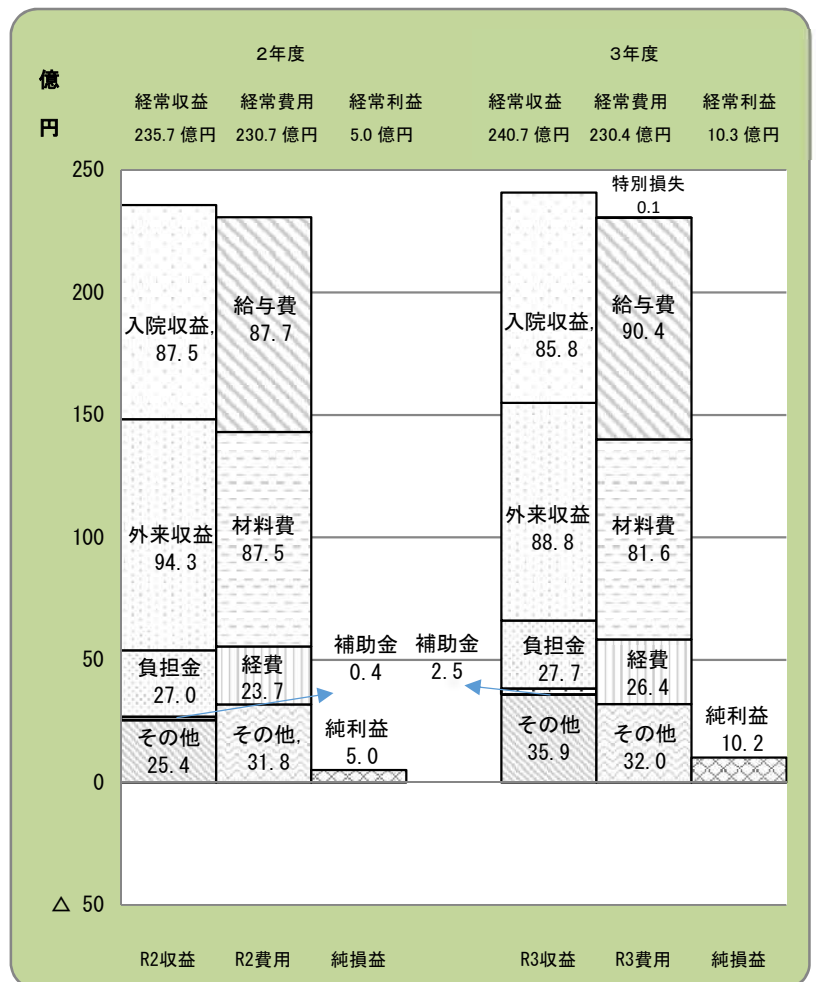 億
円
2年度
3年度
経常収益
経常費用
経常利益
経常収益
経常費用
経常利益
235.7 億円
230.7 億円
5.0 億円
240.7 億円
230.4 億円
10.3 億円
250
200
150
100
50
0
△ 50
入院収益,
87.5
外来収益
94.3
負担金
27.0
その他
25.4
給与費
87.7
材料費
87.5
経費
23.7
その他,
31.8
補助金
0.4
純利益
5.0
補助金
2.5
入院収益,
85.8
外来収益
88.8
負担金
27.7
その他
35.9
特別損失
0.1
給与費
90.4
材料費
81.6
経費
26.4
その他
32.0
純利益
10.2
R2収益
R2費用
純損益
R3収益
R3費用
純損益